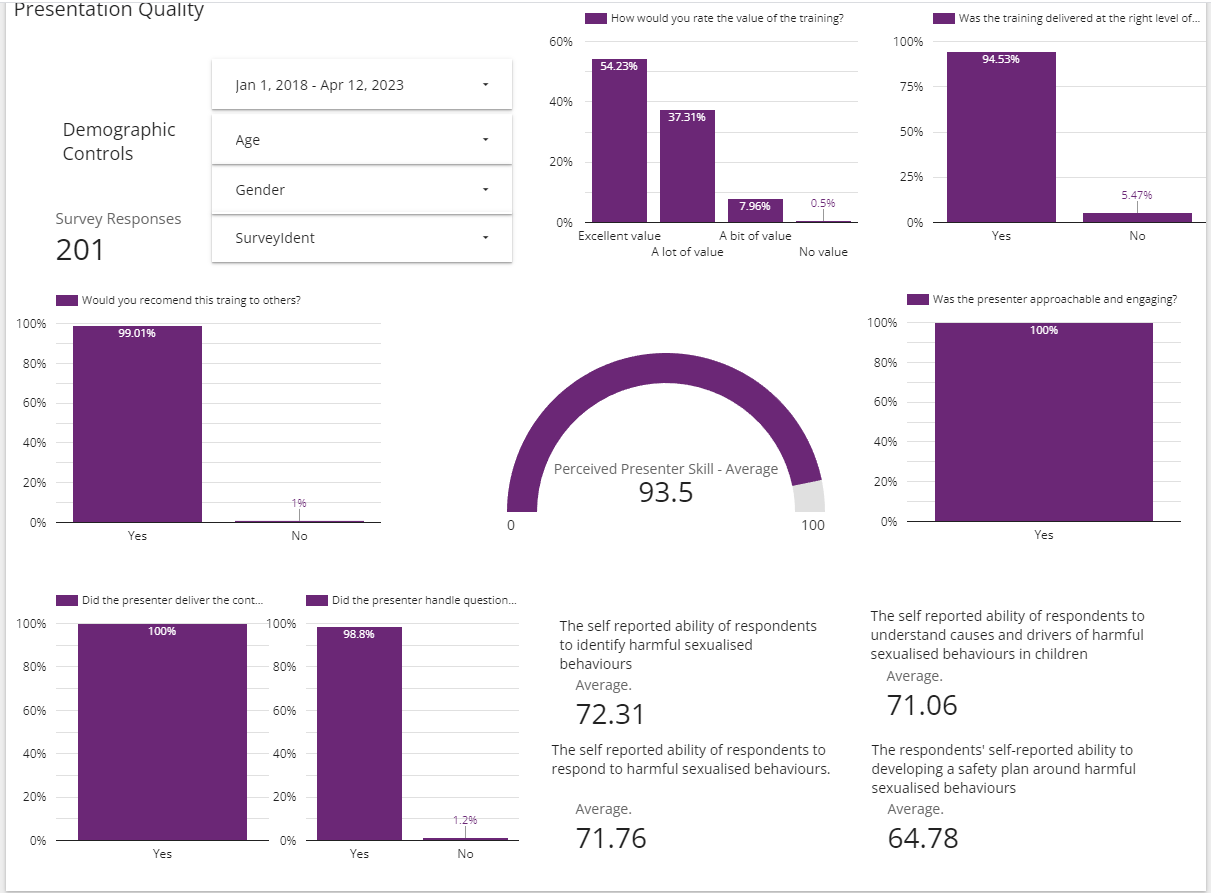 Presentation Quality
Jan 1, 2018 - Apr 12, 2023
Demographic
Controls
Age
Gender
SurveyIdent
Survey Responses
201
How would you rate the value of the training?
60%
40%
20%
0%
54.23%
37.31%
7.96%
0.5%
Excellent value
A lot of value
A bit of value
No value
Was the training delivered at the right level of...
100%
75%
50%
25%
0%
94.53%
5.47%
Yes
No
Would you recomend this traing to others?
100%
80%
60%
40%
20%
0%
99.01%
1%
Yes
No
Perceived Presenter Skill - Average
93.5
0
100
Was the presenter approachable and engaging?
100%
80%
60%
40%
20%
0%
100%
Yes
Did the presenter deliver the cont...
100%
80%
60%
40%
20%
0%
100%
Yes
Did the presenter handle question...
100%
80%
60%
40%
20%
0%
98.8%
1.2%
Yes
No
The self reported ability of respondents
to identify harmful sexualised
behaviours
Average.
72.31
The self reported ability of respondents to
understand causes and drivers of harmful
sexualised behaviours in children
Average.
71.06
The self reported ability of respondents to
respond to harmful sexualised behaviours.
Average.
71.76
The respondents' self-reported ability to
developing a safety plan around harmful
sexualised behaviours
Average.
64.78